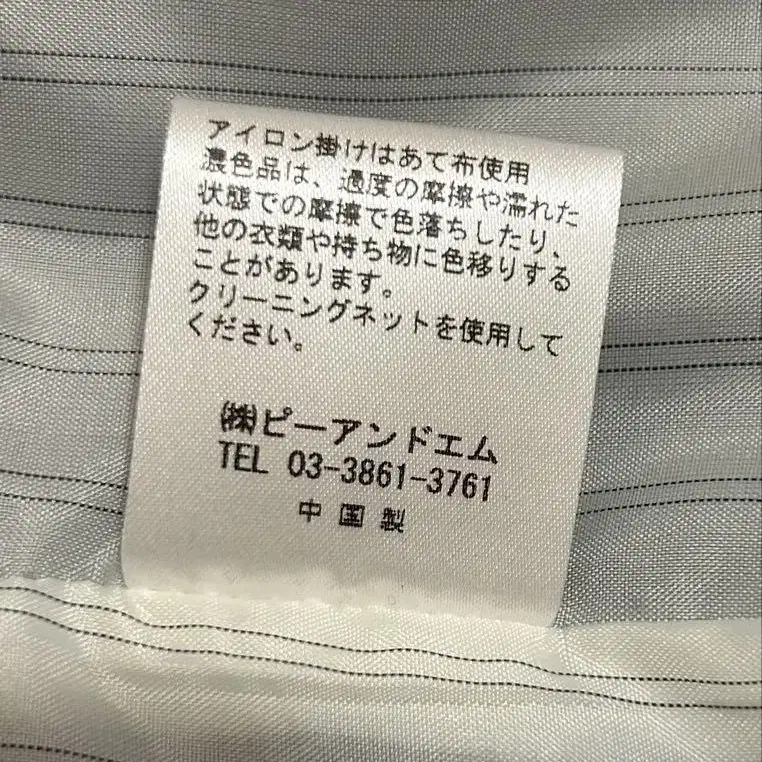 アイロン掛けはあて布使用
濃色品は、過度の摩擦や濡れた
状態での摩擦で色落ちしたり、
他の衣類や持ち物に色移りする
ことがあります。
クリーニングネットを使用して
ください。
㈱ピーアンドエム
TEL 03-3861-3761
中国製